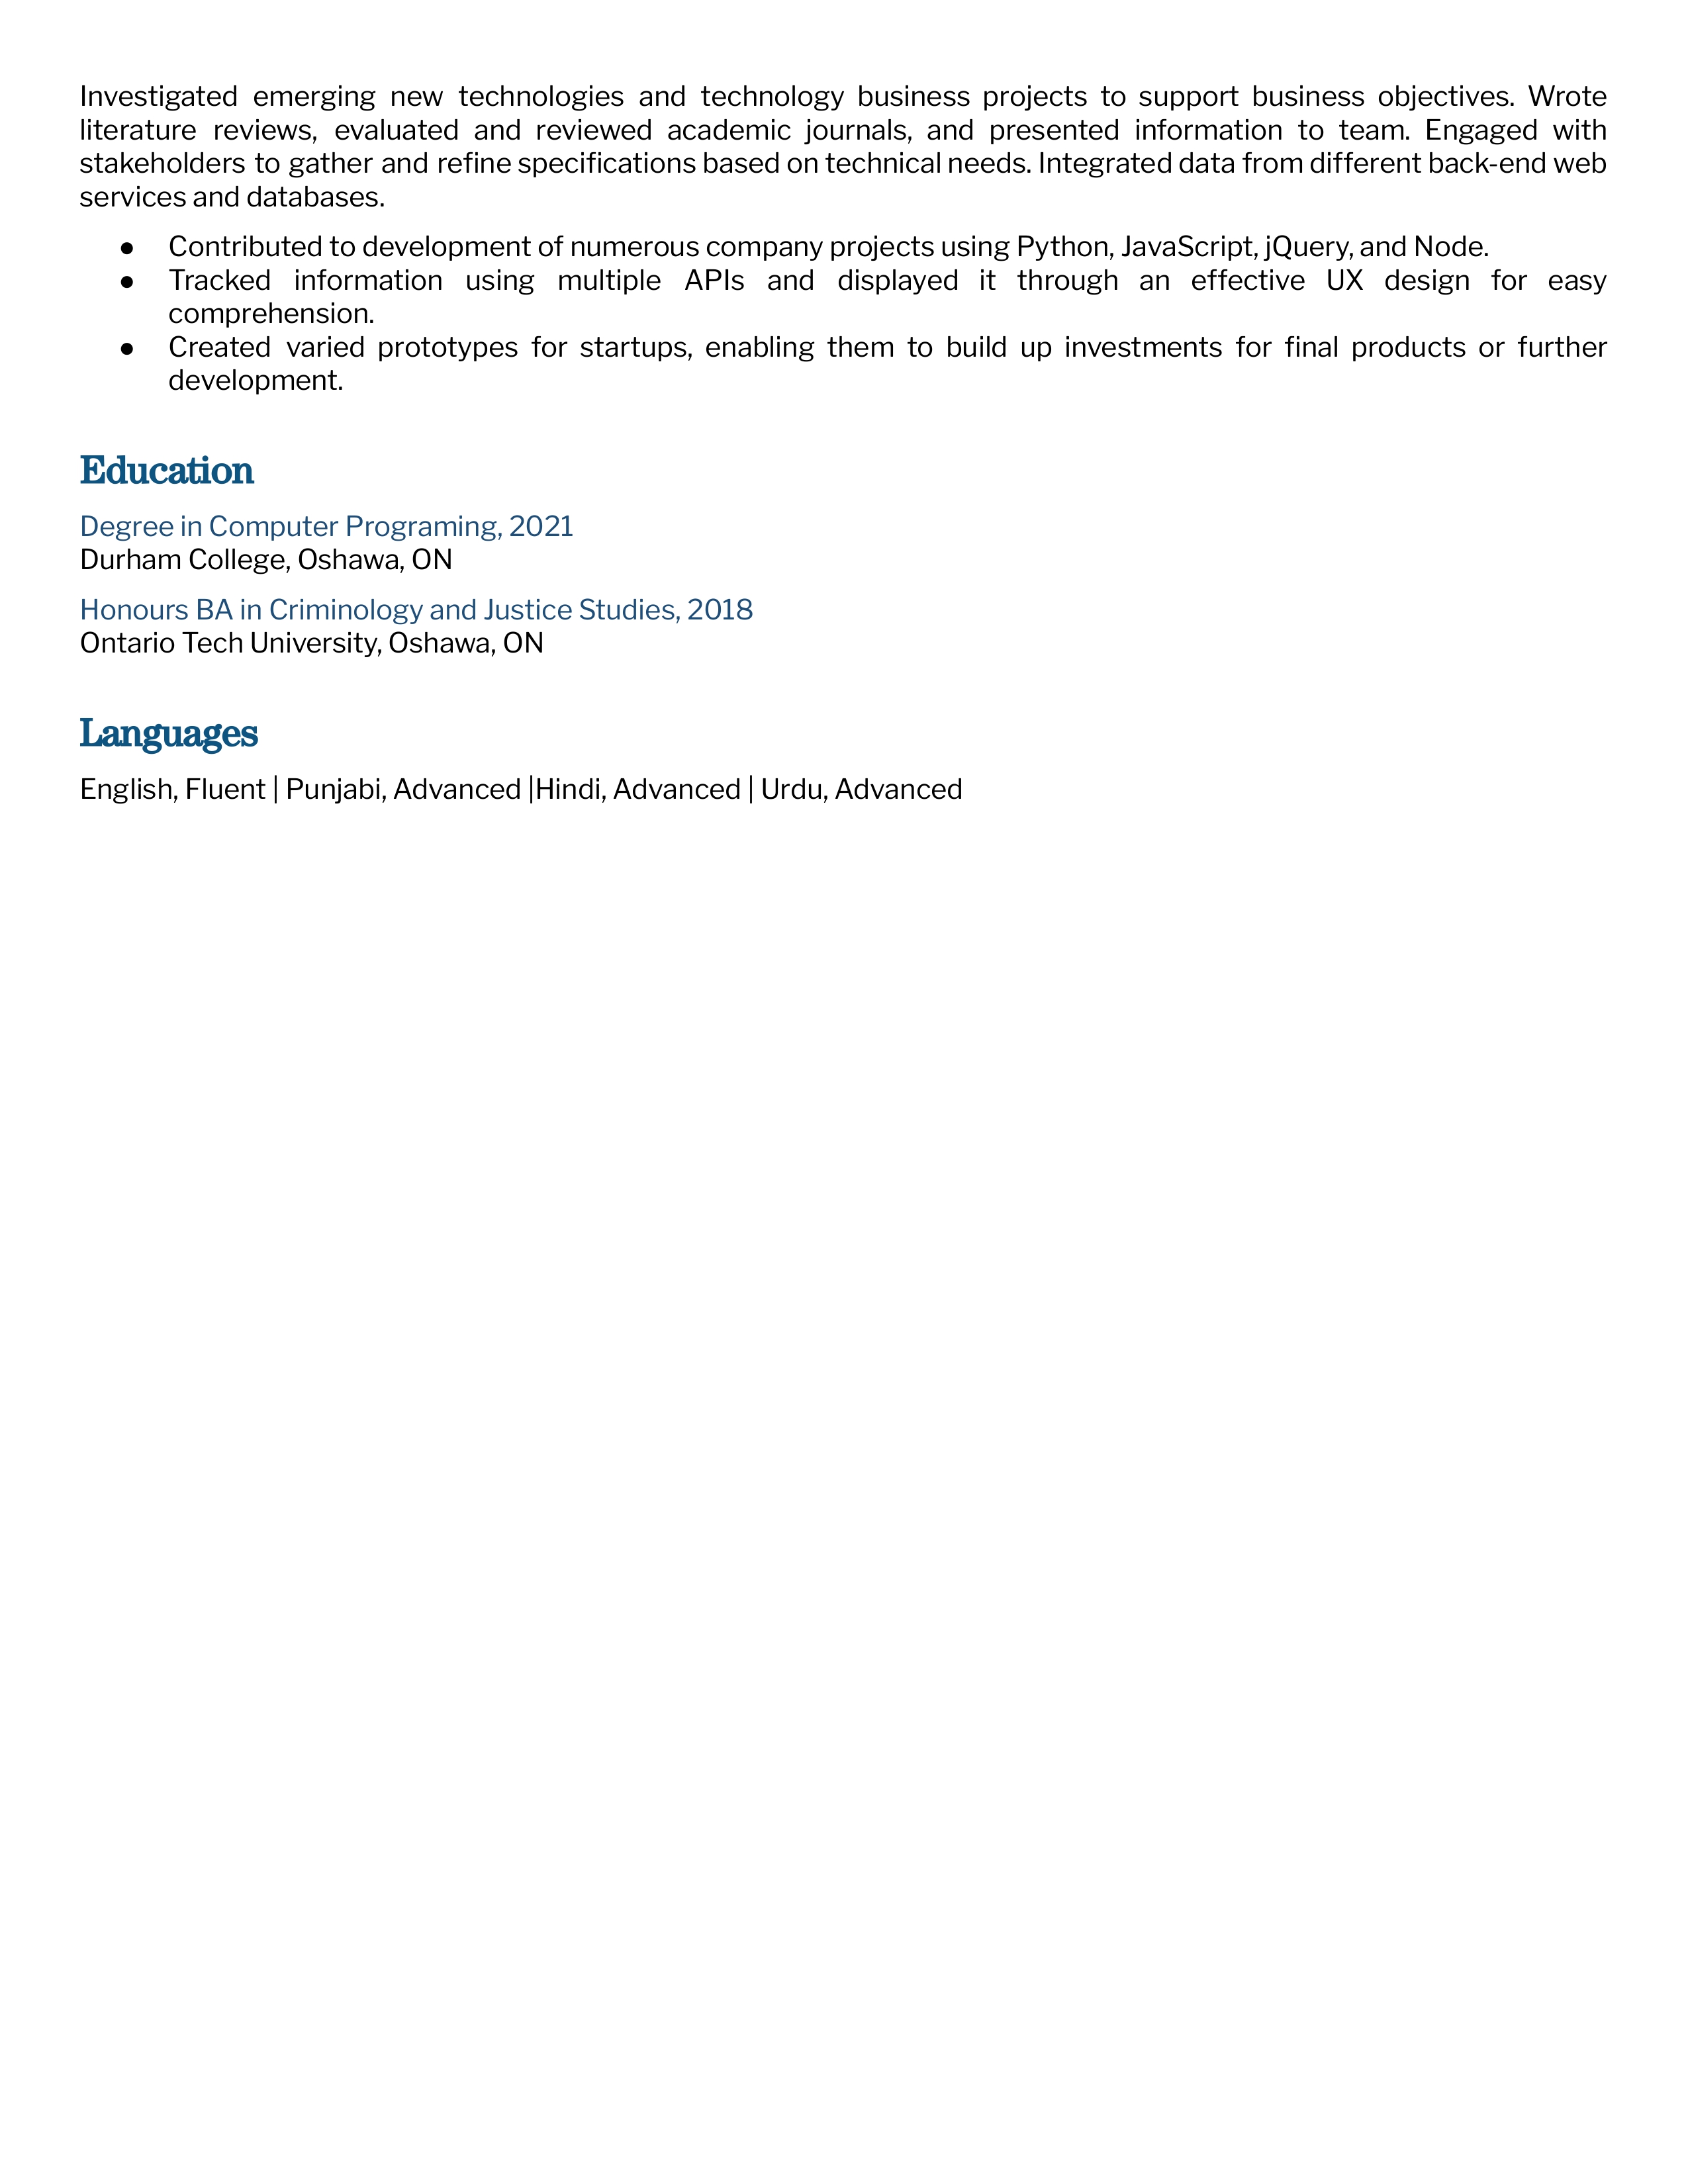 Investigated emerging new technologies and technology business projects to support business objectives. Wrote
literature reviews, evaluated and reviewed academic journals, and presented information to team. Engaged with
stakeholders to gather and refine specifications based on technical needs. Integrated data from different back-end web
services and databases.
● Contributed to development of numerous company projects using Python, JavaScript, jQuery, and Node.
● Tracked information using multiple APIs and displayed it through an effective UX design for easy
comprehension.
● Created varied prototypes for startups, enabling them to build up investments for final products or further
development.
Education
Degree in Computer Programing, 2021
Durham College, Oshawa, ON
Honours BA in Criminology and Justice Studies, 2018
Ontario Tech University, Oshawa, ON
Languages
English, Fluent | Punjabi, Advanced |Hindi, Advanced | Urdu, Advanced